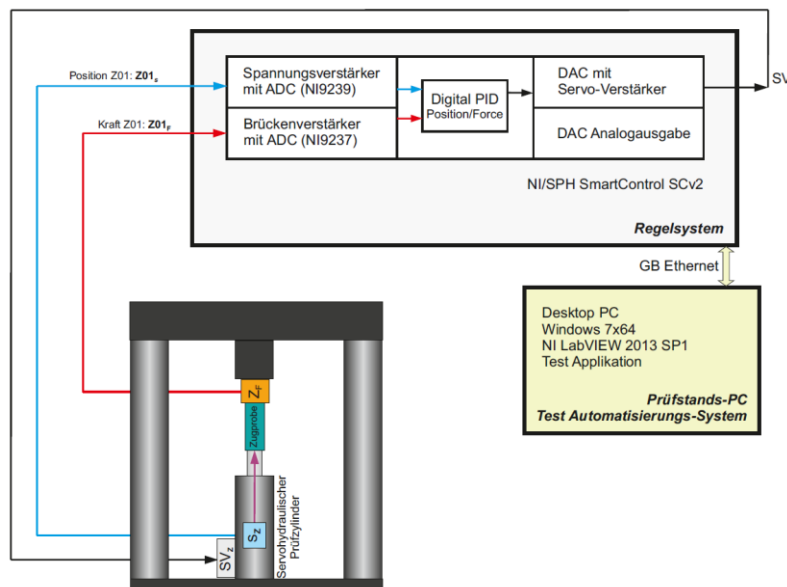 SV
Position Z01: Z01s
Kraft Z01: Z01F
Spannungsverstärker
mit ADC (NI9239)
Brückenverstärker
mit ADC (NI9237)
Digital PID
Position/Force
DAC mit
Servo-Verstärker
DAC Analogausgabe
NI/SPH SmartControl SCv2
Regelsystem
GB Ethernet
Desktop PC
Windows 7x64
NI LabVIEW 2013 SP1
Test Applikation
Prüfstands-PC
Test Automatisierungs-System
ZF
Zugprobe
Servohydraulischer
Prüfzylinder
sZ
SVZ